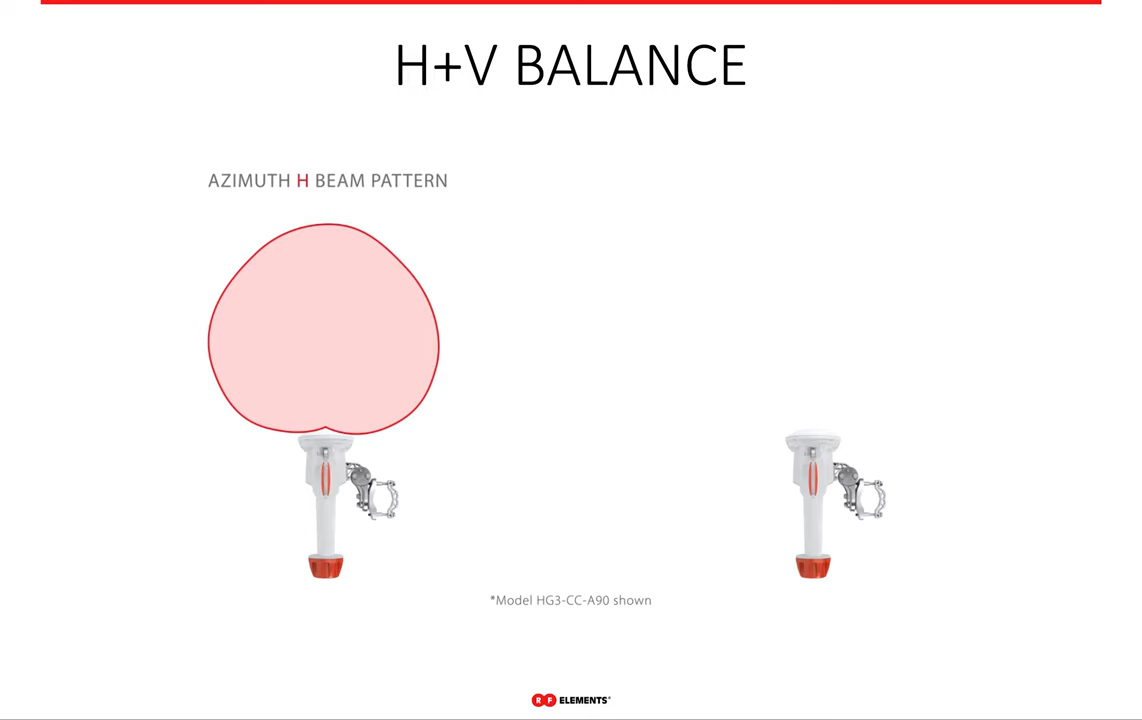 H+V BALANCE
AZIMUTH H BEAM PATTERN
*Model HG3-CC-A90 shown
RF ELEMENTS®